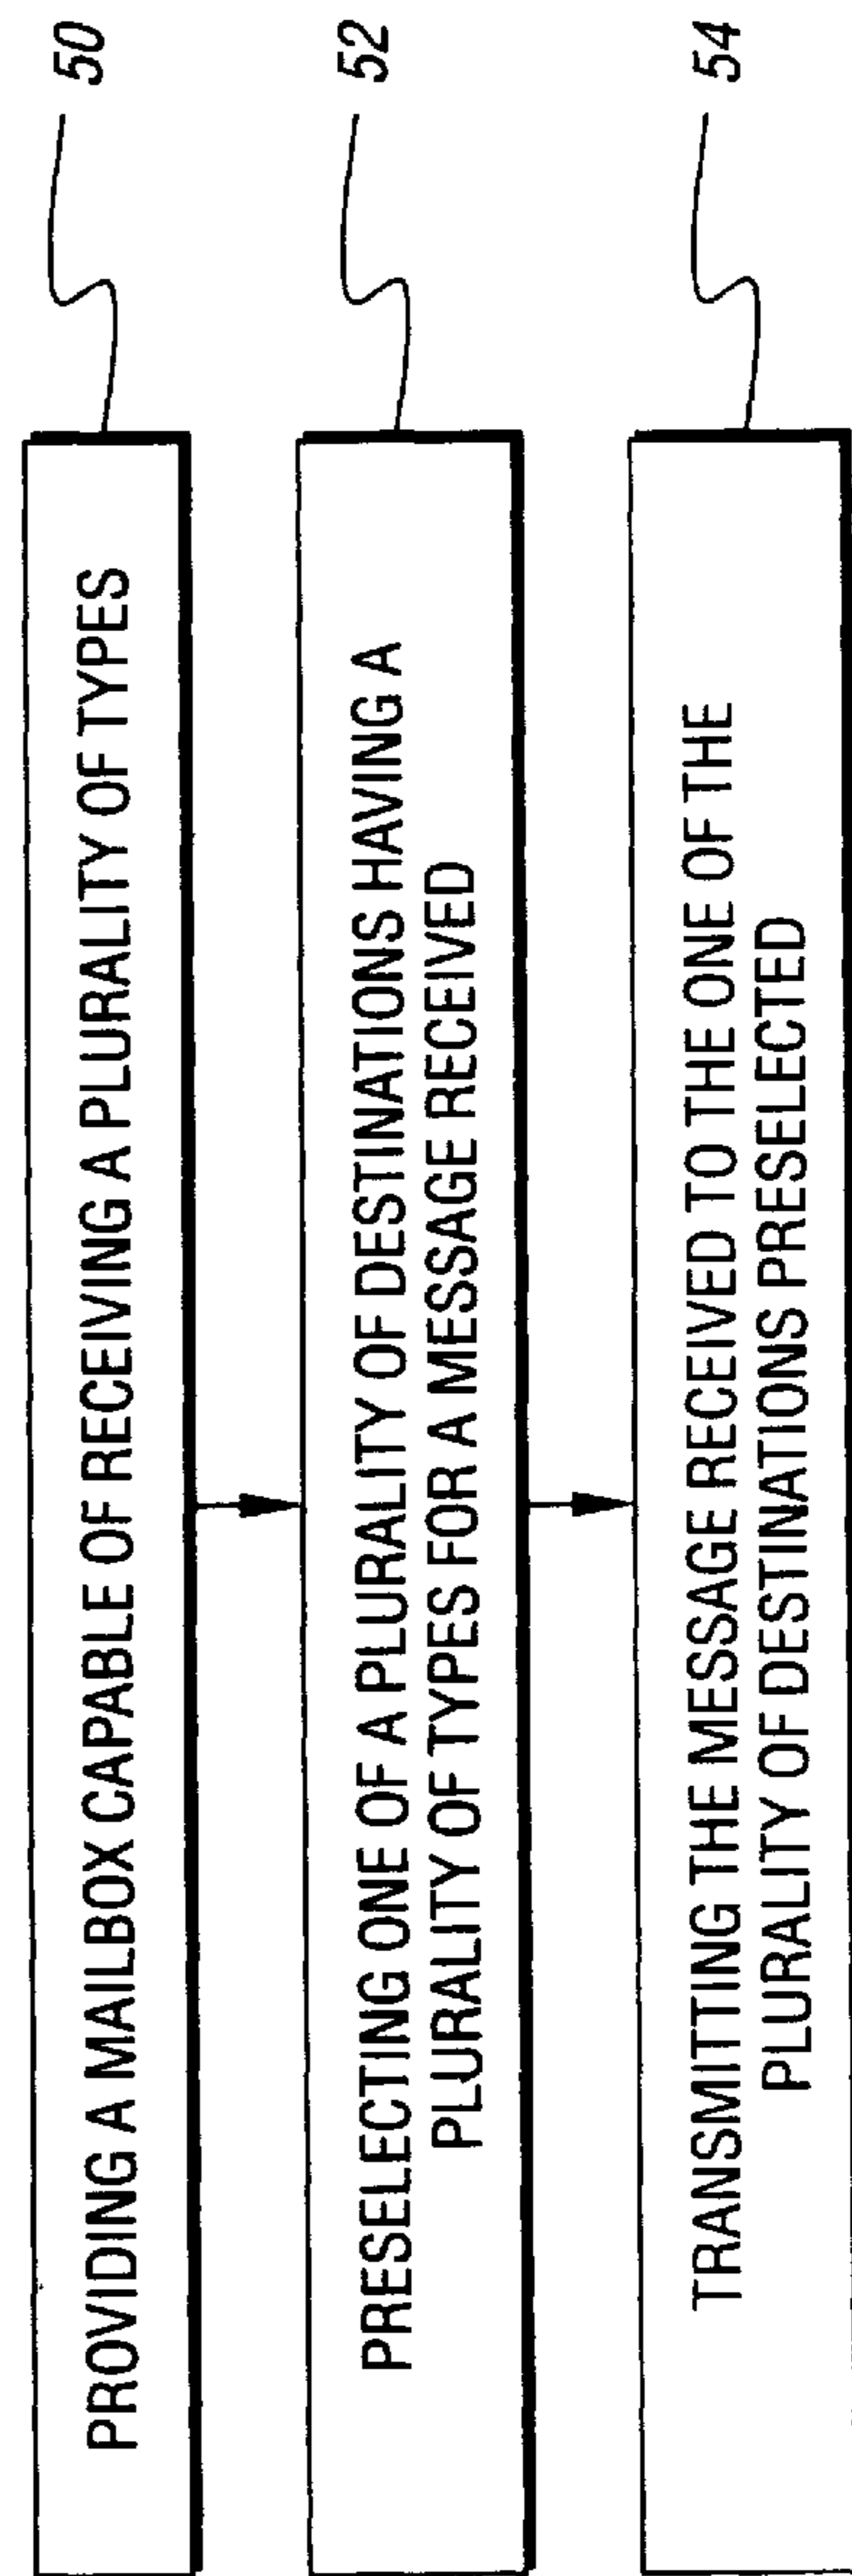 PROVIDING A MAILBOX CAPABLE OF RECEIVING A PLURALITY OF TYPES
50
PRESELECTING ONE OF A PLURALITY OF DESTINATIONS HAVING A
PLURALITY OF TYPES FOR A MESSAGE RECEIVED
52
TRANSMITTING THE MESSAGE RECEIVED TO THE ONE OF THE
PLURALITY OF DESTINATIONS PRESELECTED
54